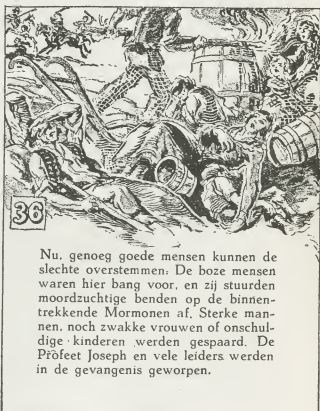 36
Nu, genoeg goede mensen kunnen de
slechte overstemmen: De boze mensen
waren hier bang voor, en zij stuurden
moordzuchtige benden op de binnen-
trekkende Mormonen af. Sterke man-
nen, noch zwakke vrouwen of onschul-
dige kinderen werden gespaard. De
Profeet Joseph en vele leiders werden
in de gevangenis geworpen.